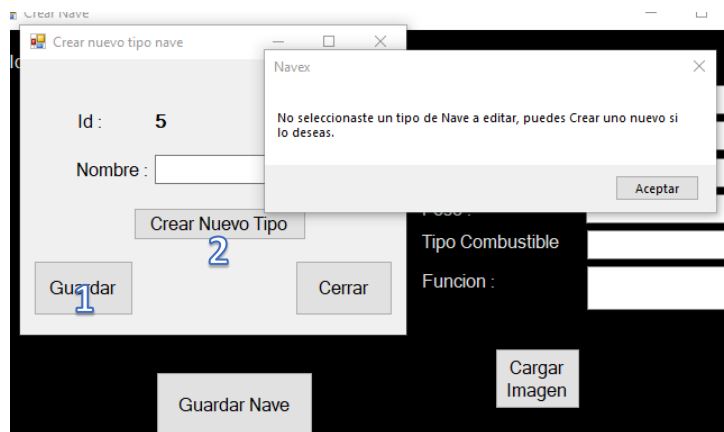 Crear Nave
Crear nuevo tipo nave
Navex
Id :
5
No seleccionaste un tipo de Nave a editar, puedes Crear uno nuevo si
lo deseas.
Nombre :
Aceptar
Crear Nuevo Tipo
2
Tipo Combustible
Guardar
1
Cerrar
Funcion :
Cargar
Imagen
Guardar Nave